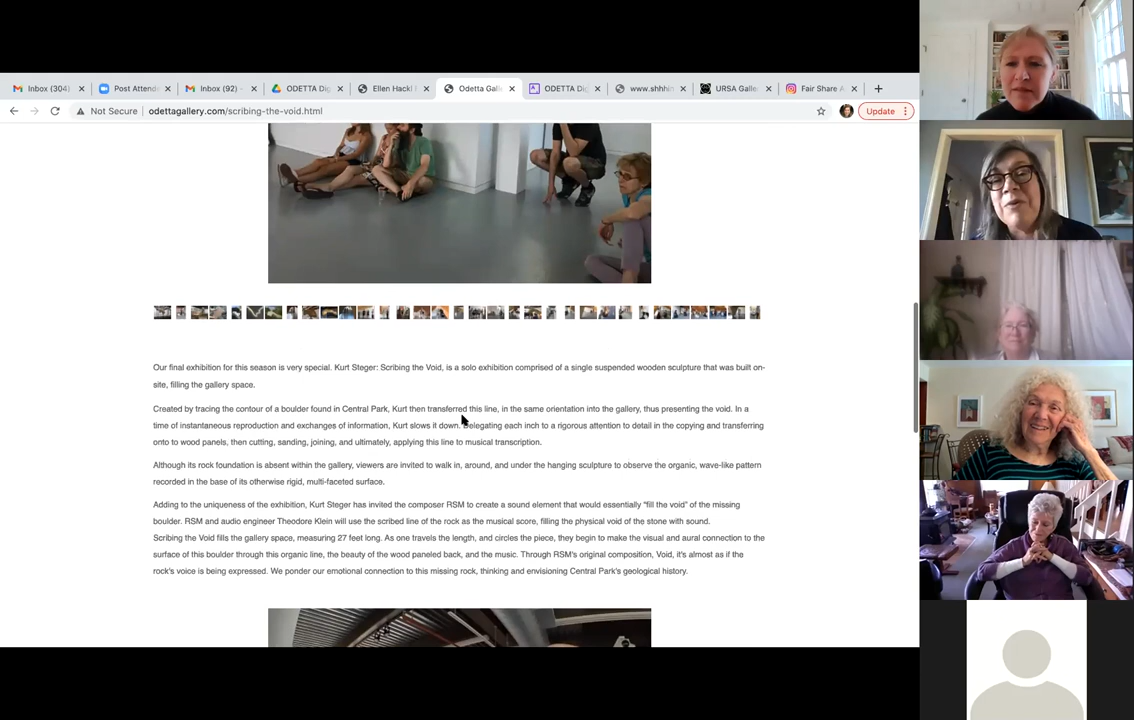 Inbox (304)
Post Attend
Inbox (92) -
ODETTA Dig
Ellen Hackl
Odetta Gall
ODETTA Dig
www.shhhin
URSA Galle
Fair Share A
Not Secure
odettagallery.com/scribing-the-void.html
Update
Our final exhibition for this season is very special. Kurt Steger: Scribing the Void, is a solo exhibition comprised of a single suspended wooden sculpture that was built on-
site, filling the gallery space.
Created by tracing the contour of a boulder found in Central Park, Kurt then transferred this line, in the same orientation into the gallery, thus presenting the void. In a
time of instantaneous reproduction and exchanges of information, Kurt slows it down. Delegating each inch to a rigorous attention to detail in the copying and transferring
onto to wood panels, then cutting, sanding, joining, and ultimately, applying this line to musical transcription.
Although its rock foundation is absent within the gallery, viewers are invited to walk in, around, and under the hanging sculpture to observe the organic, wave-like pattern
recorded in the base of its otherwise rigid, multi-faceted surface.
Adding to the uniqueness of the exhibition, Kurt Steger has invited the composer RSM to create a sound element that would essentially "fill the void" of the missing
boulder. RSM and audio engineer Theodore Klein will use the scribed line of the rock as the musical score, filling the physical void of the stone with sound.
Scribing the Void fills the gallery space, measuring 27 feet long. As one travels the length, and circles the piece, they begin to make the visual and aural connection to the
surface of this boulder through this organic line, the beauty of the wood paneled back, and the music. Through RSM's original composition, Void, it's almost as if the
rock's voice is being expressed. We ponder our emotional connection to this missing rock, thinking and envisioning Central Park's geological history.